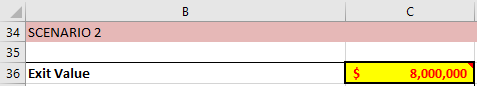 B C
34 SCENARIO 2
35
36 Exit Value $ 8,000,000